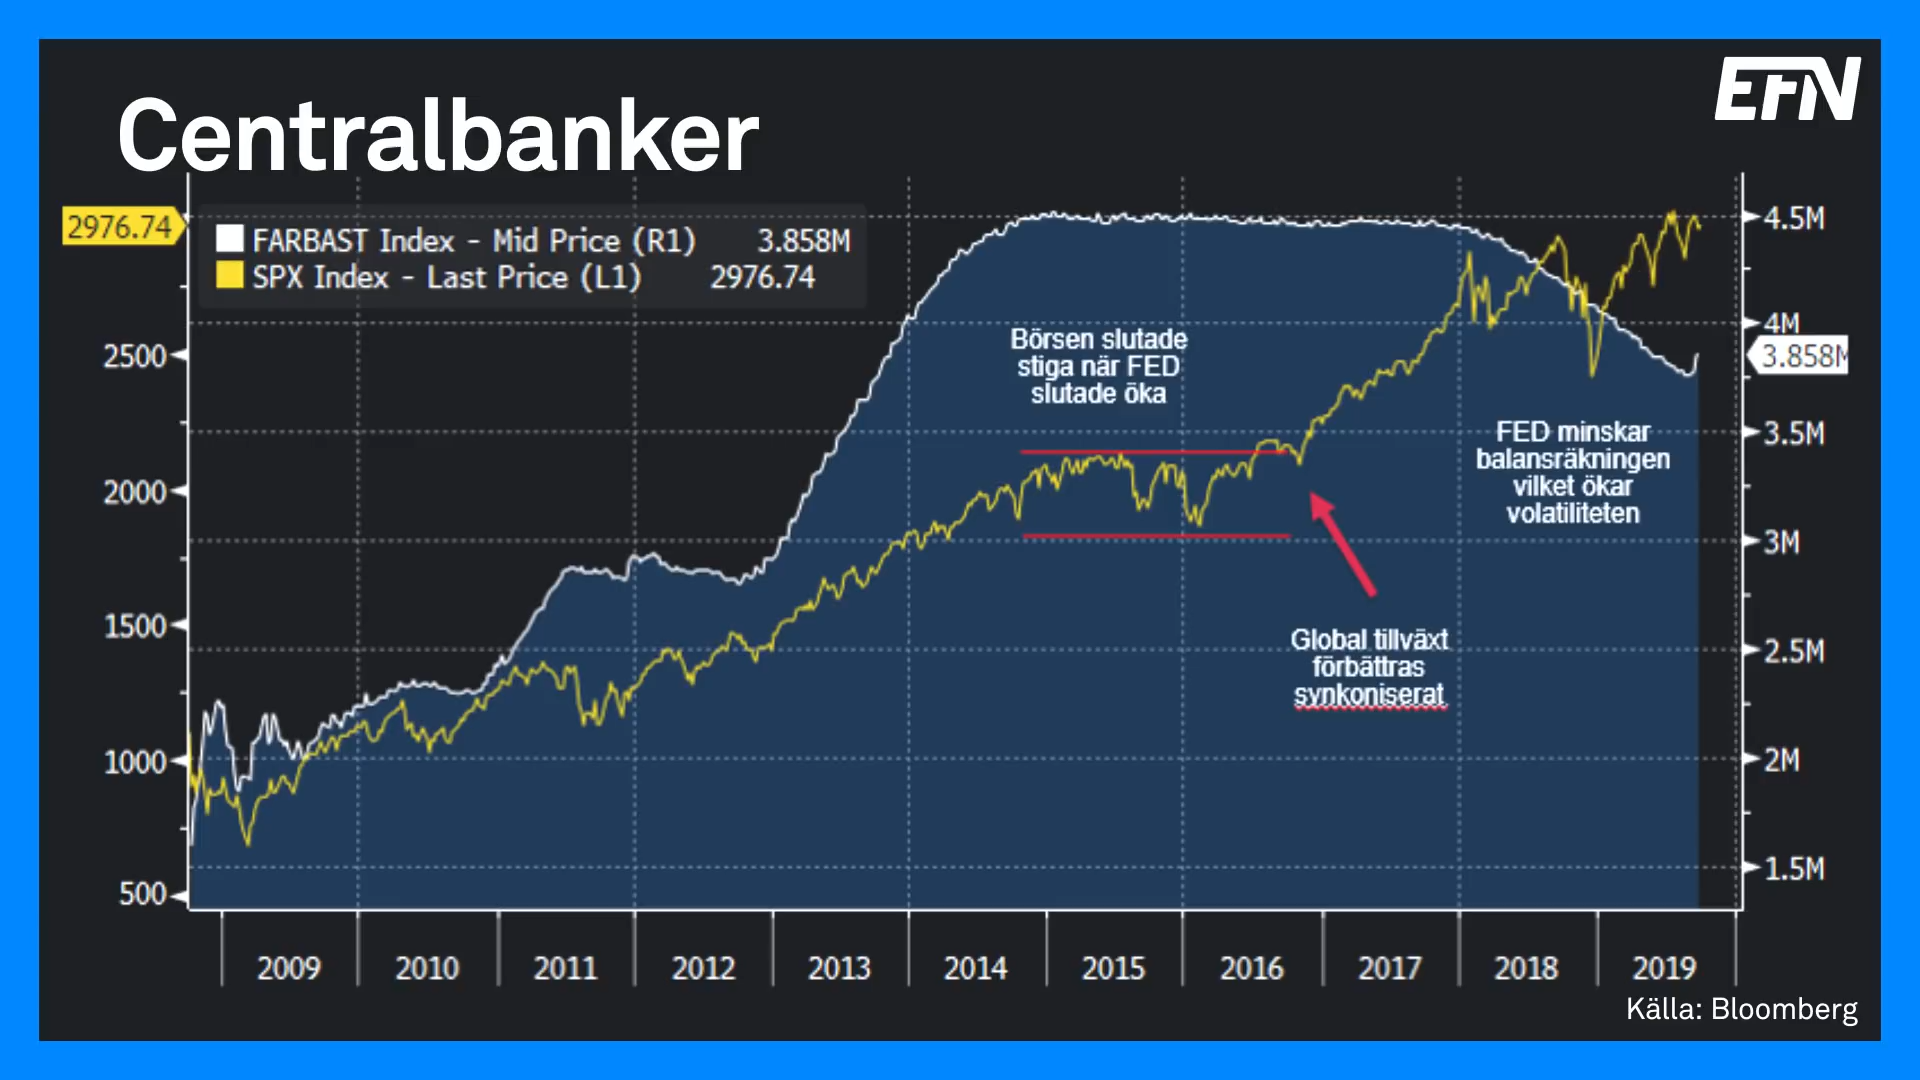 EFN
Centralbanker
2976.74
FARBAST Index - Mid Price (R1) 3.858M
SPX Index - Last Price (L1) 2976.74
4.5M
4M
3.858M
3.5M
3M
2.5M
2M
1.5M
2500
2000
1500
1000
500
Börsen slutade
stiga när FED
slutade öka
FED minskar
balansräkningen
vilket ökar
volatiliteten
Global tillväxt
förbättras
synkoniserat
2009 2010 2011 2012 2013 2014 2015 2016 2017 2018 2019
Källa: Bloomberg